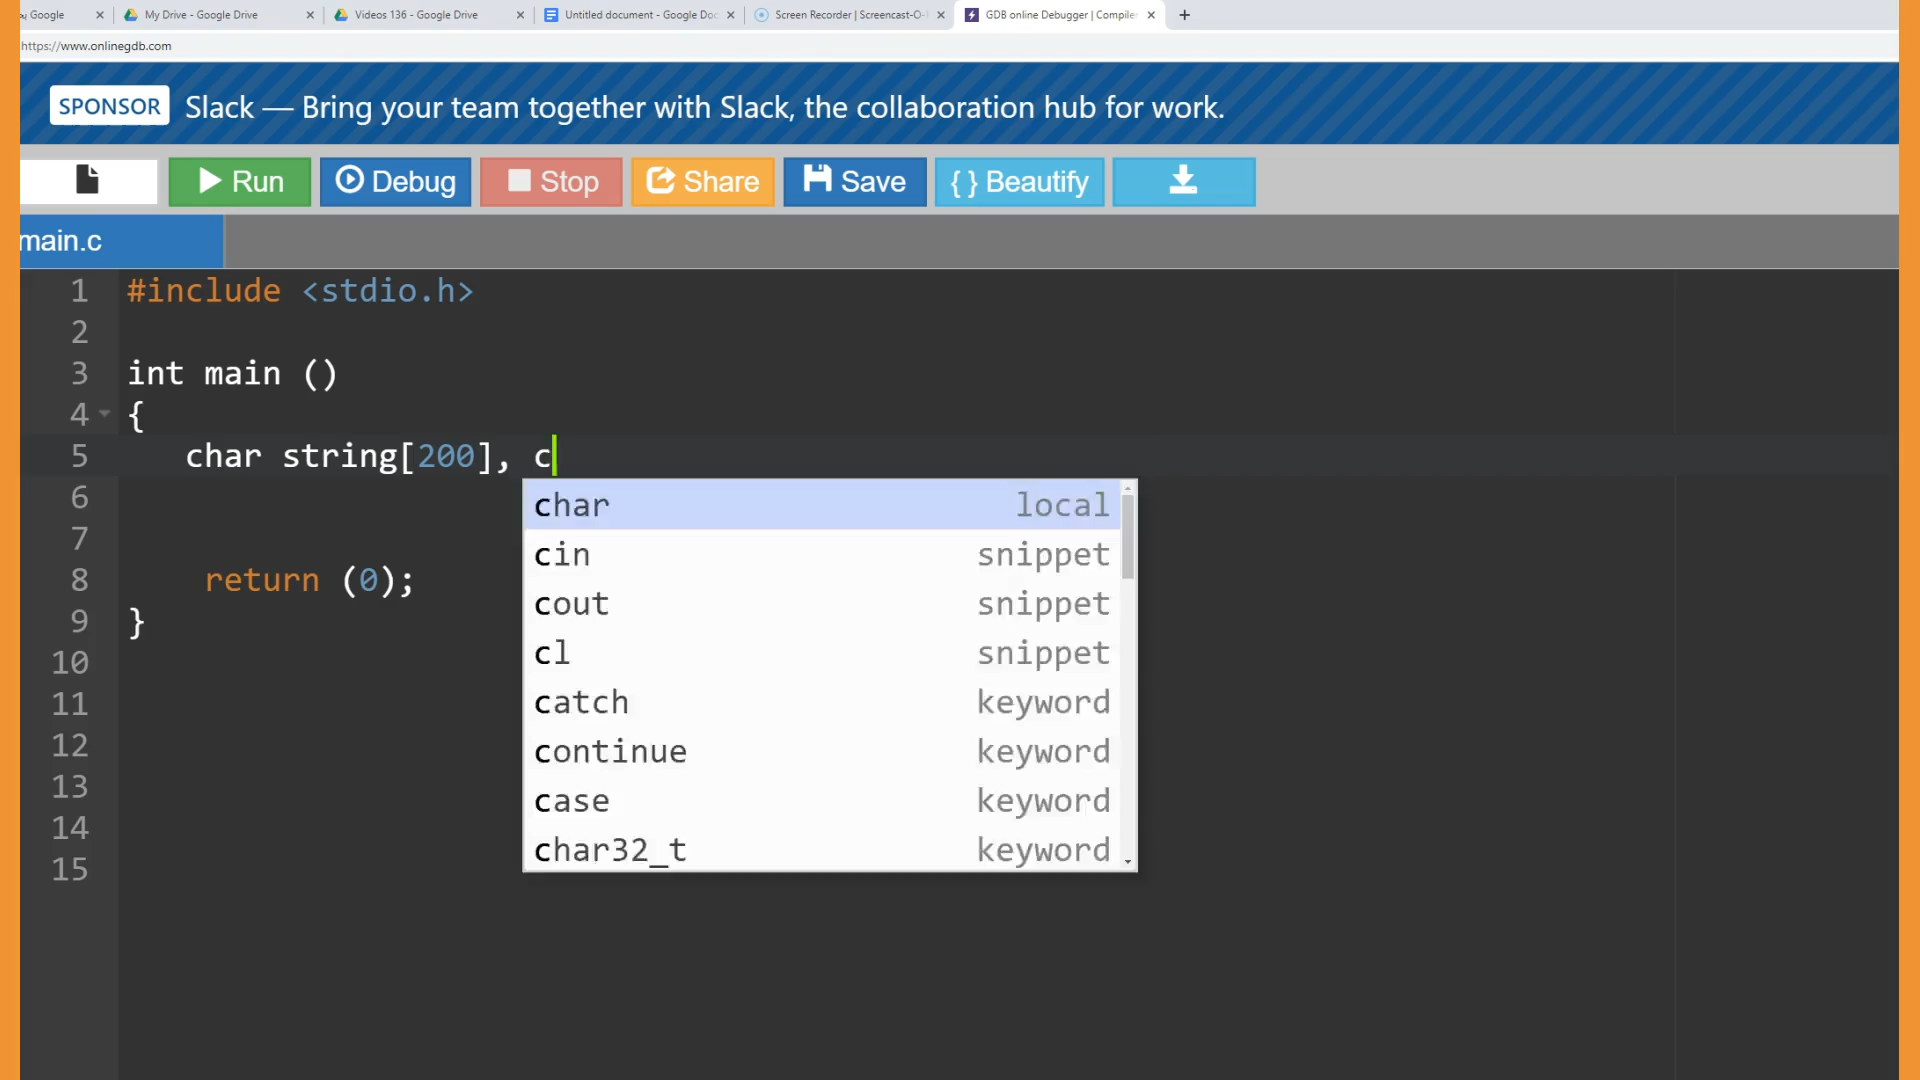 Google
My Drive - Google Drive
Videos 136 - Google Drive
Untitled document - Google Doc
Screen Recorder | Screencast-O-
GDB online Debugger | Compiler
https://www.onlinegdb.com
SPONSOR Slack — Bring your team together with Slack, the collaboration hub for work.
Run Debug Stop Share Save { } Beautify
main.c
1 #include <stdio.h>
2
3 int main ()
4 {
5 char string[200], c
6
7
8 return (0);
9 }
10
11
12
13
14
15
char local
cin snippet
cout snippet
cl snippet
catch keyword
continue keyword
case keyword
char32_t keyword